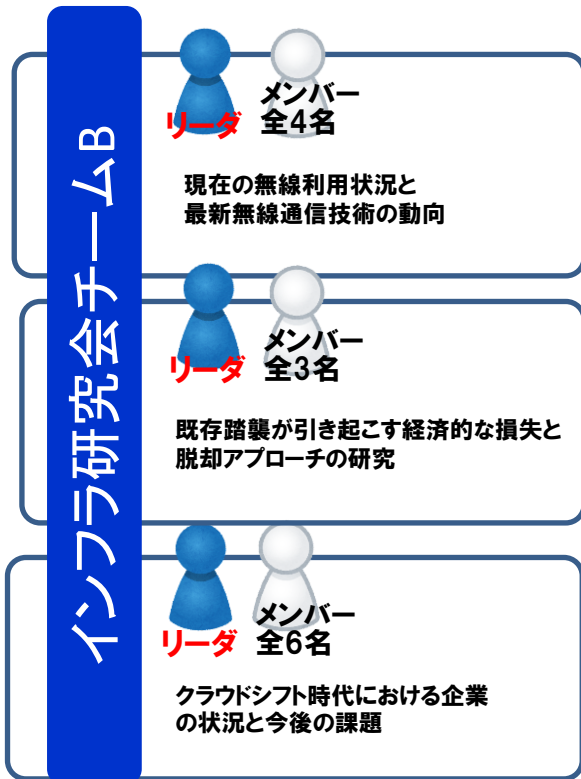 インフラ研究会チームB
リーダ
メンバー
全4名
現在の無線利用状況と
最新無線通信技術の動向
リーダ
メンバー
全3名
既存踏襲が引き起こす経済的な損失と
脱却アプローチの研究
リーダ
メンバー
全6名
クラウドシフト時代における企業
の状況と今後の課題